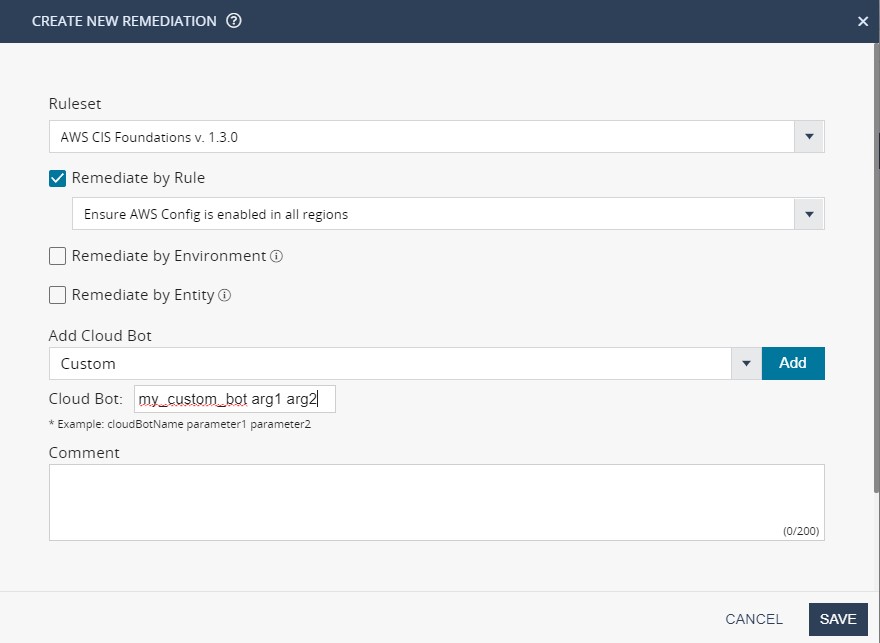 CREATE NEW REMEDIATION
Ruleset
AWS CIS Foundations v. 1.3.0
Remediate by Rule
Ensure AWS Config is enabled in all regions
Remediate by Environment
Remediate by Entity
Add Cloud Bot
Custom
Add
Cloud Bot: my_custom_bot arg1 arg2
* Example: cloudBotName parameter1 parameter2
Comment
(0/200)
CANCEL SAVE